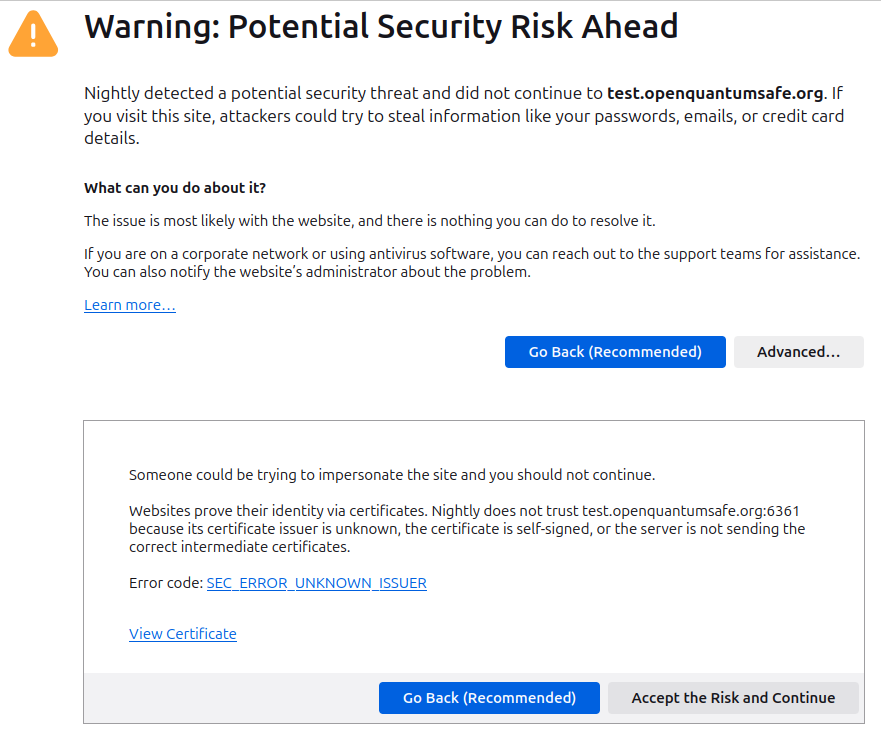 Warning: Potential Security Risk Ahead
Nightly detected a potential security threat and did not continue to test.openquantumsafe.org. If
you visit this site, attackers could try to steal information like your passwords, emails, or credit card
details.
What can you do about it?
The issue is most likely with the website, and there is nothing you can do to resolve it.
If you are on a corporate network or using antivirus software, you can reach out to the support teams for assistance.
You can also notify the website’s administrator about the problem.
Learn more…
Go Back (Recommended)
Advanced…
Someone could be trying to impersonate the site and you should not continue.
Websites prove their identity via certificates. Nightly does not trust test.openquantumsafe.org:6361
because its certificate issuer is unknown, the certificate is self-signed, or the server is not sending the
correct intermediate certificates.
Error code: SEC_ERROR_UNKNOWN_ISSUER
View Certificate
Go Back (Recommended)
Accept the Risk and Continue